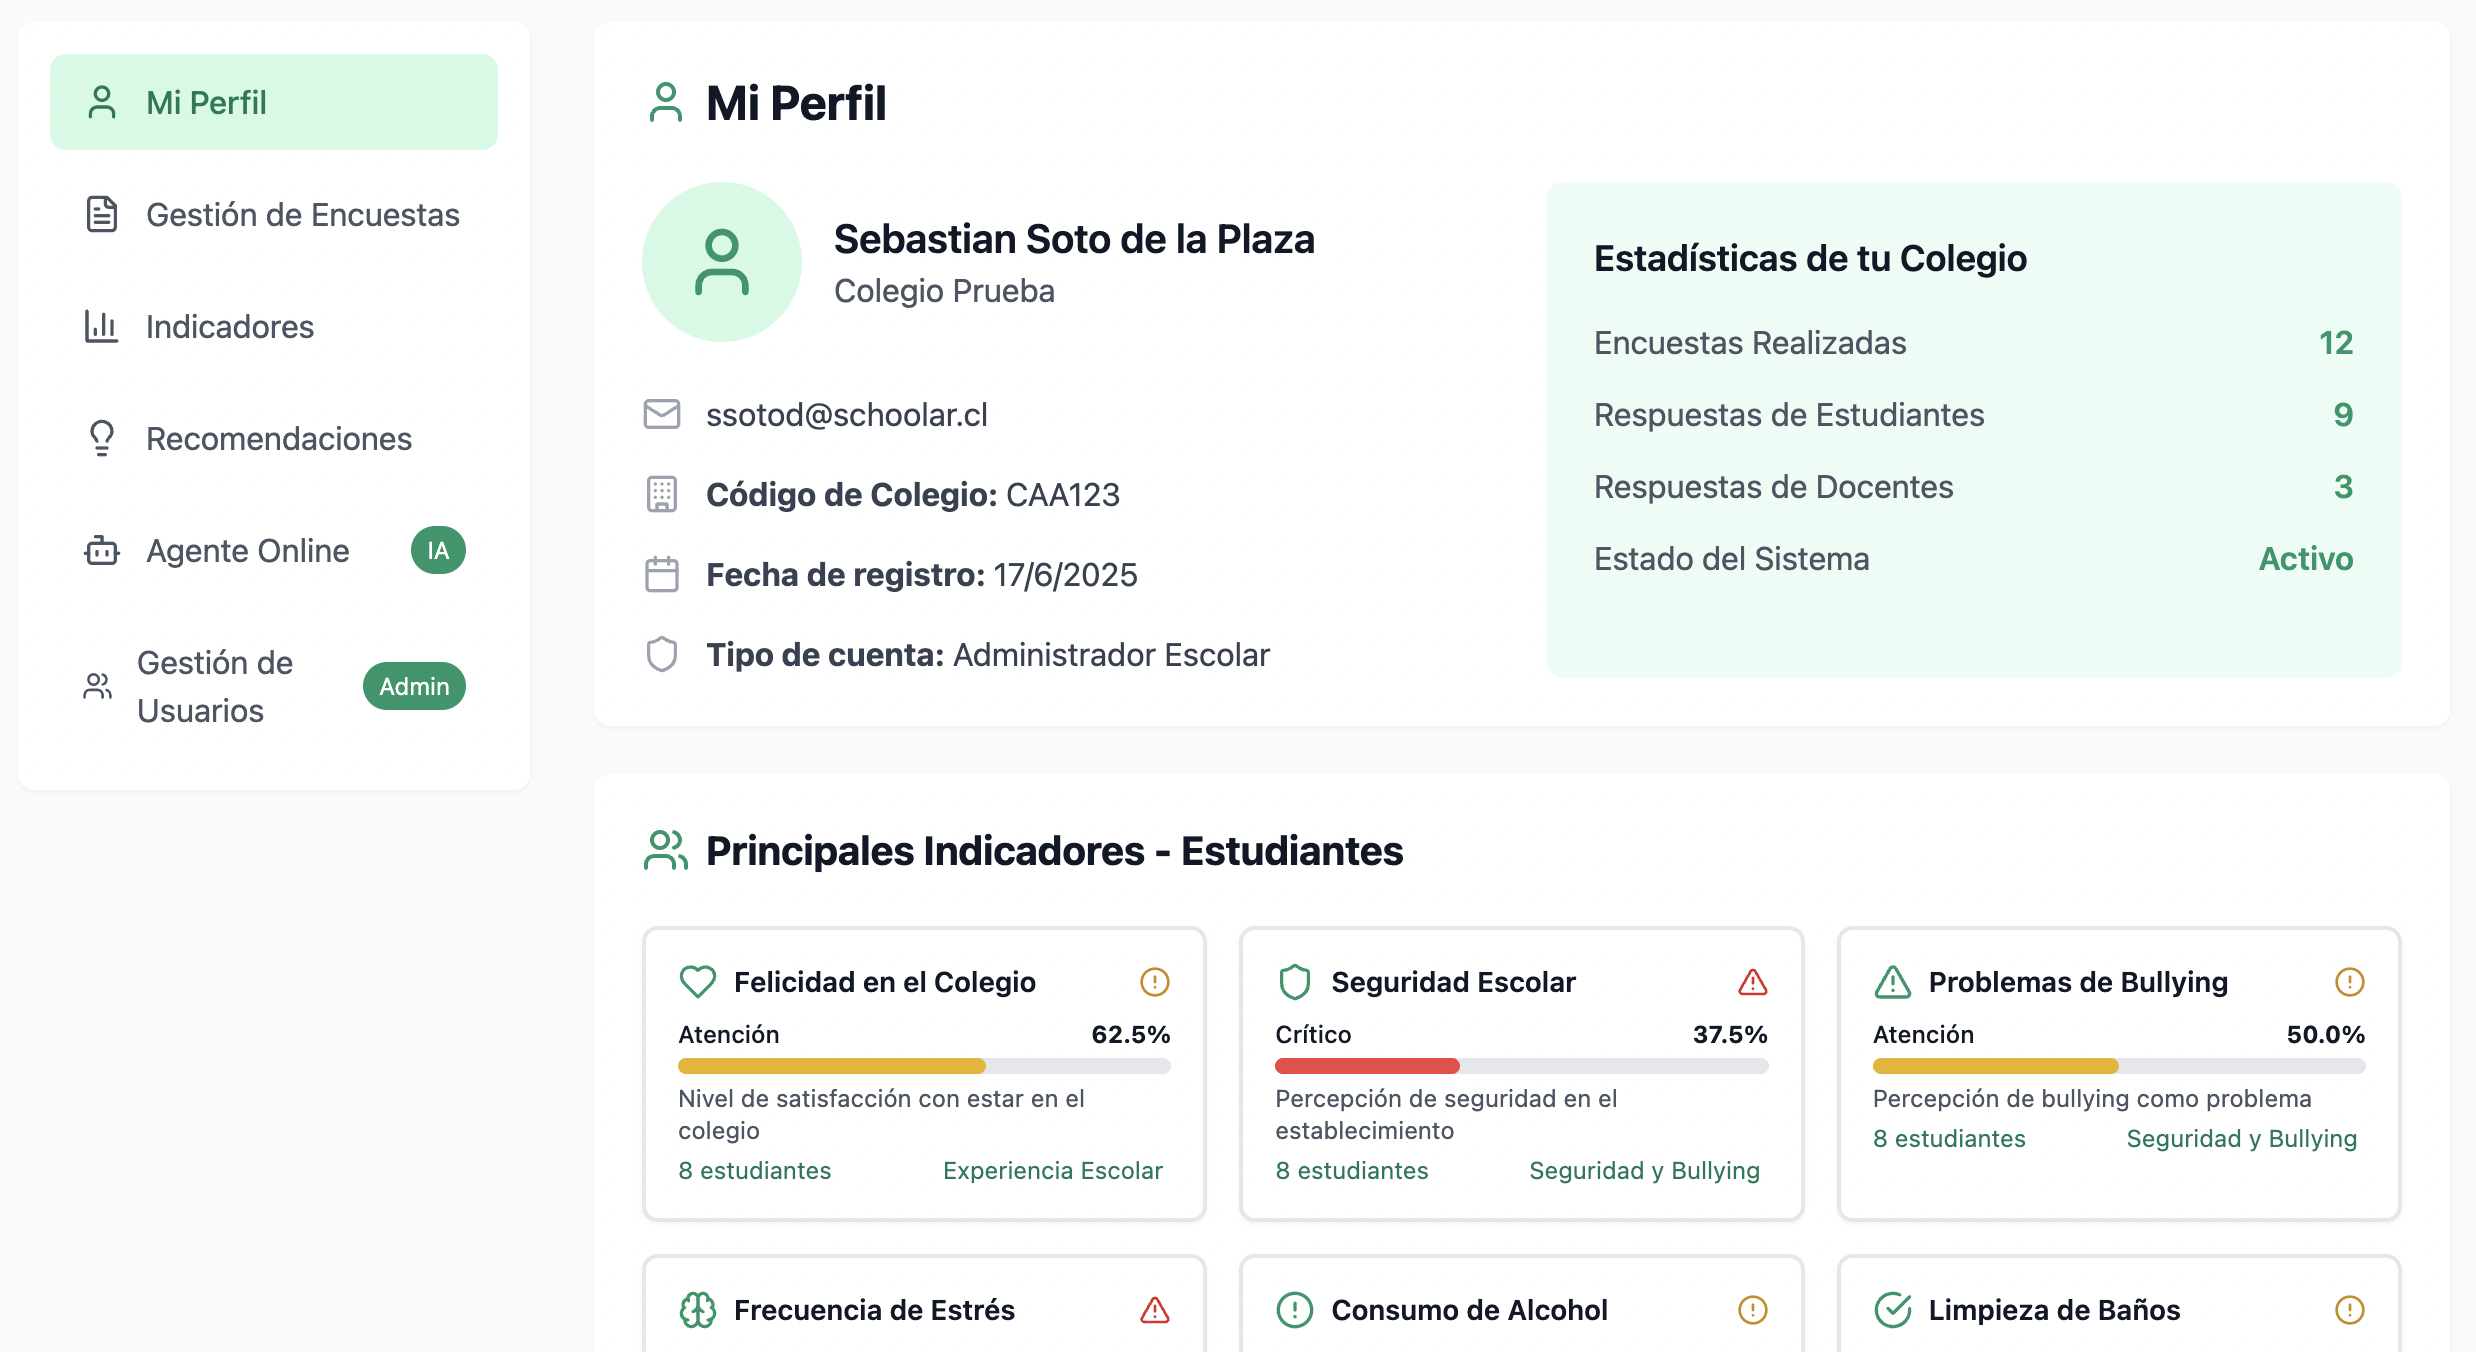 Mi Perfil
Gestión de Encuestas
Indicadores
Recomendaciones
Agente Online
IA
Gestión de
Usuarios
Admin
Mi Perfil
Sebastian Soto de la Plaza
Colegio Prueba
ssotod@schoolar.cl
Código de Colegio: CAA123
Fecha de registro: 17/6/2025
Tipo de cuenta: Administrador Escolar
Estadísticas de tu Colegio
Encuestas Realizadas 12
Respuestas de Estudiantes 9
Respuestas de Docentes 3
Estado del Sistema Activo
Principales Indicadores - Estudiantes
Felicidad en el Colegio
Atención 62.5%
Nivel de satisfacción con estar en el
colegio
8 estudiantes Experiencia Escolar
Seguridad Escolar
Crítico 37.5%
Percepción de seguridad en el
establecimiento
8 estudiantes Seguridad y Bullying
Problemas de Bullying
Atención 50.0%
Percepción de bullying como problema
8 estudiantes Seguridad y Bullying
Frecuencia de Estrés
Consumo de Alcohol
Limpieza de Baños